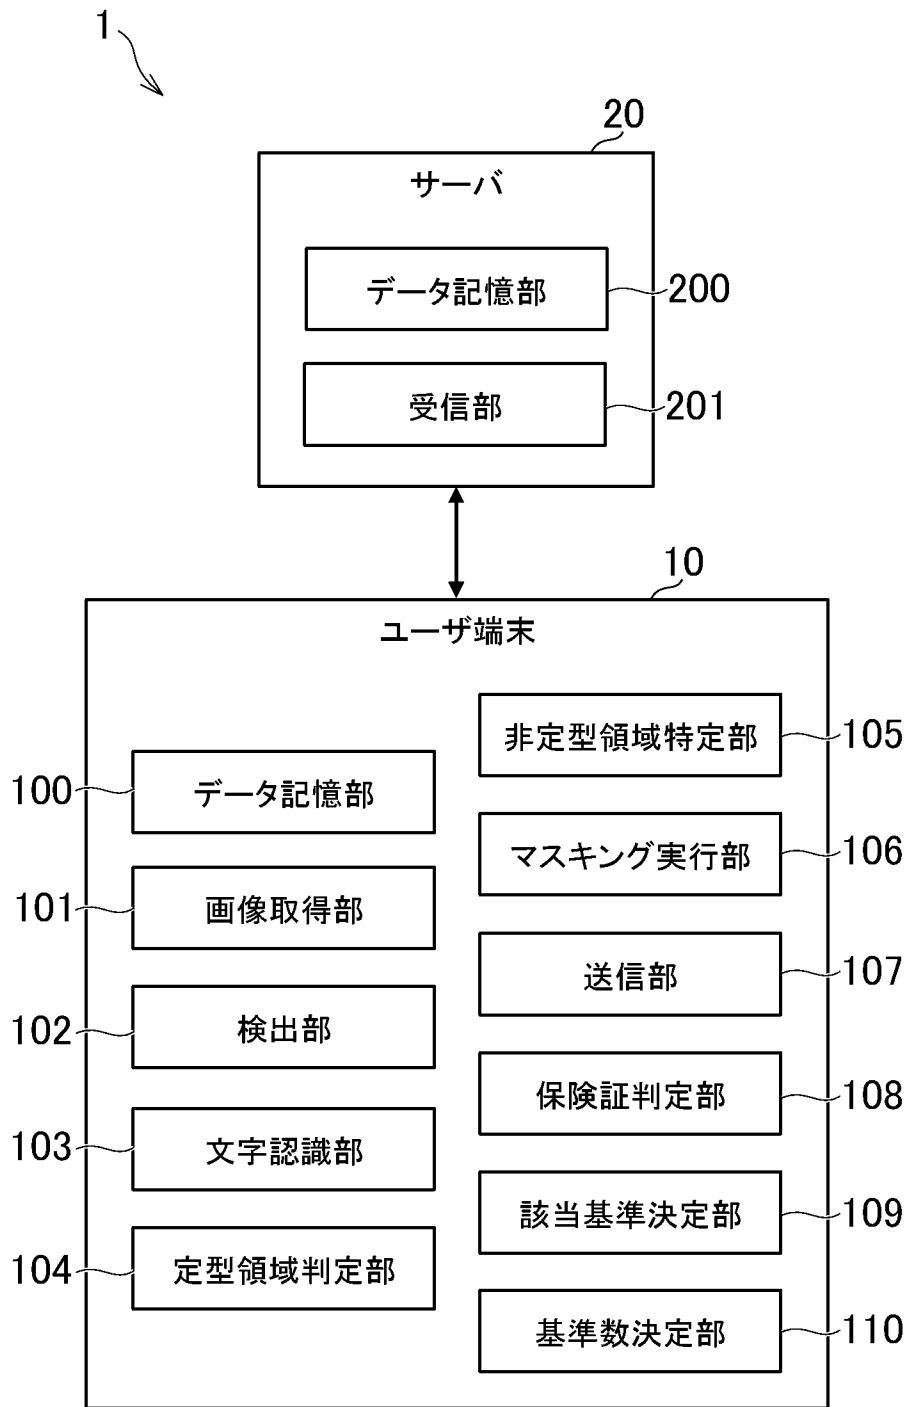 1
20
サーバ
データ記憶部
200
受信部
201
10
ユーザ端末
100
データ記憶部
101
画像取得部
102
検出部
103
文字認識部
104
定型領域判定部
非定型領域特定部
105
マスキング実行部
106
送信部
107
保険証判定部
108
該当基準決定部
109
基準数決定部
110